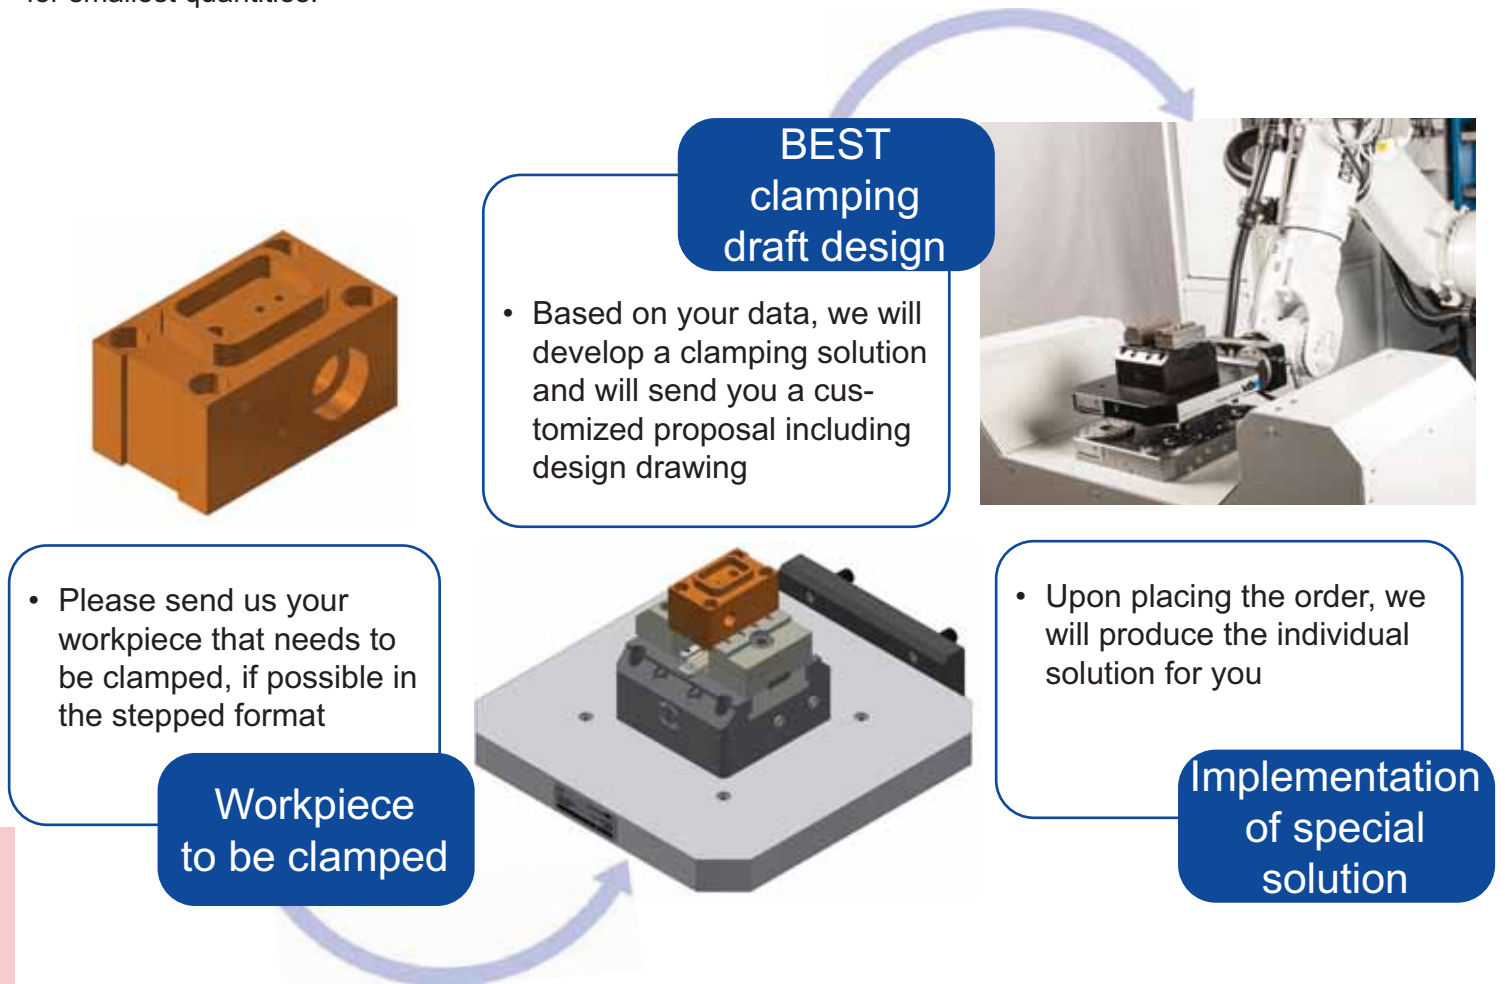 for smallest quantities.
BEST
clamping
draft design
• Based on your data, we will
develop a clamping solution
and will send you a cus-
tomized proposal including
design drawing
• Please send us your
workpiece that needs to
be clamped, if possible in
the stepped format
Workpiece
to be clamped
• Upon placing the order, we
will produce the individual
solution for you
Implementation
of special
solution